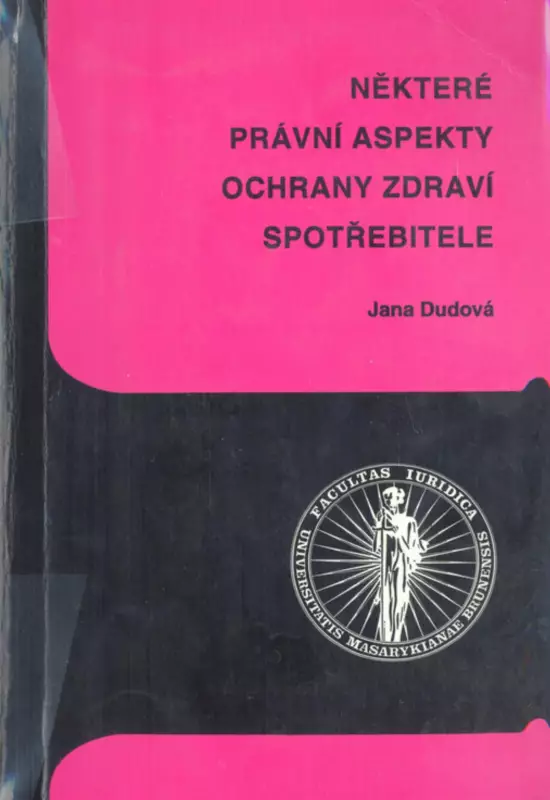 NĚKTERÉ
PRÁVNÍ ASPEKTY
OCHRANY ZDRAVÍ
SPOTŘEBITELE
Jana Dudová
FACULTAS IURIDICA
UNIVERSITATIS MASARYKIANAE BRUNENSIS